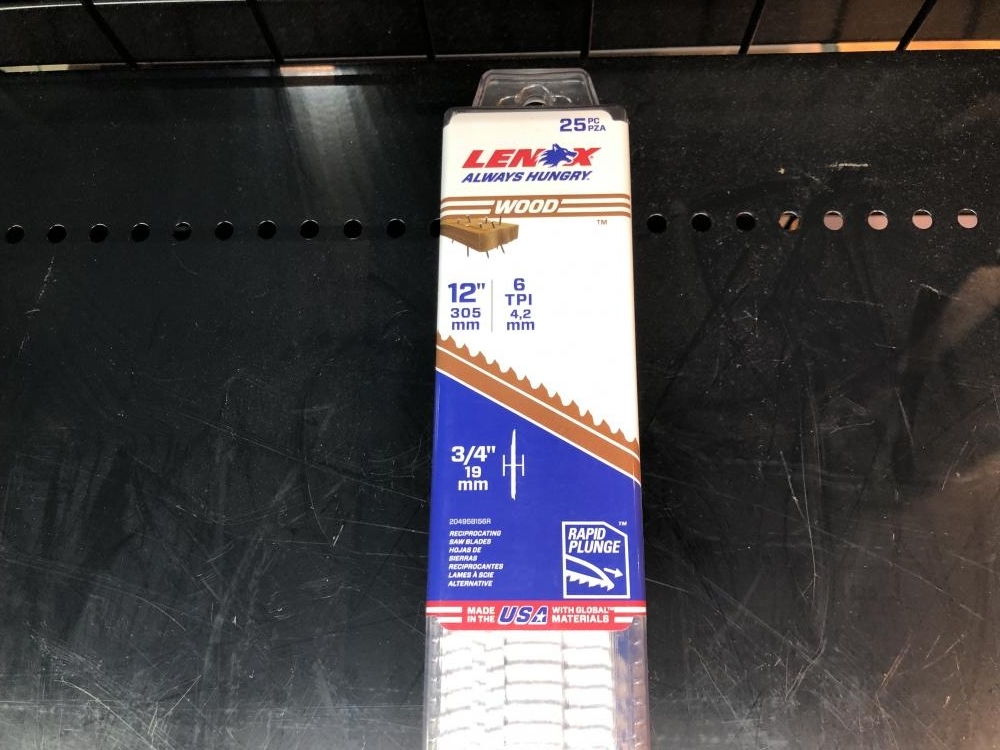 25 PC
PZA
LENOX
ALWAYS HUNGRY.
WOOD
™
12"
305
mm
6
TPI
4,2
mm
3/4"
19
mm
20495B156R
RECIPROCATING
SAW BLADES
HOJAS DE
SIERRAS
RECIPROCANTES
LAMES À SCIE
ALTERNATIVE
RAPID
PLUNGE
™
MADE
IN THE
USA
WITH GLOBAL™
MATERIALS